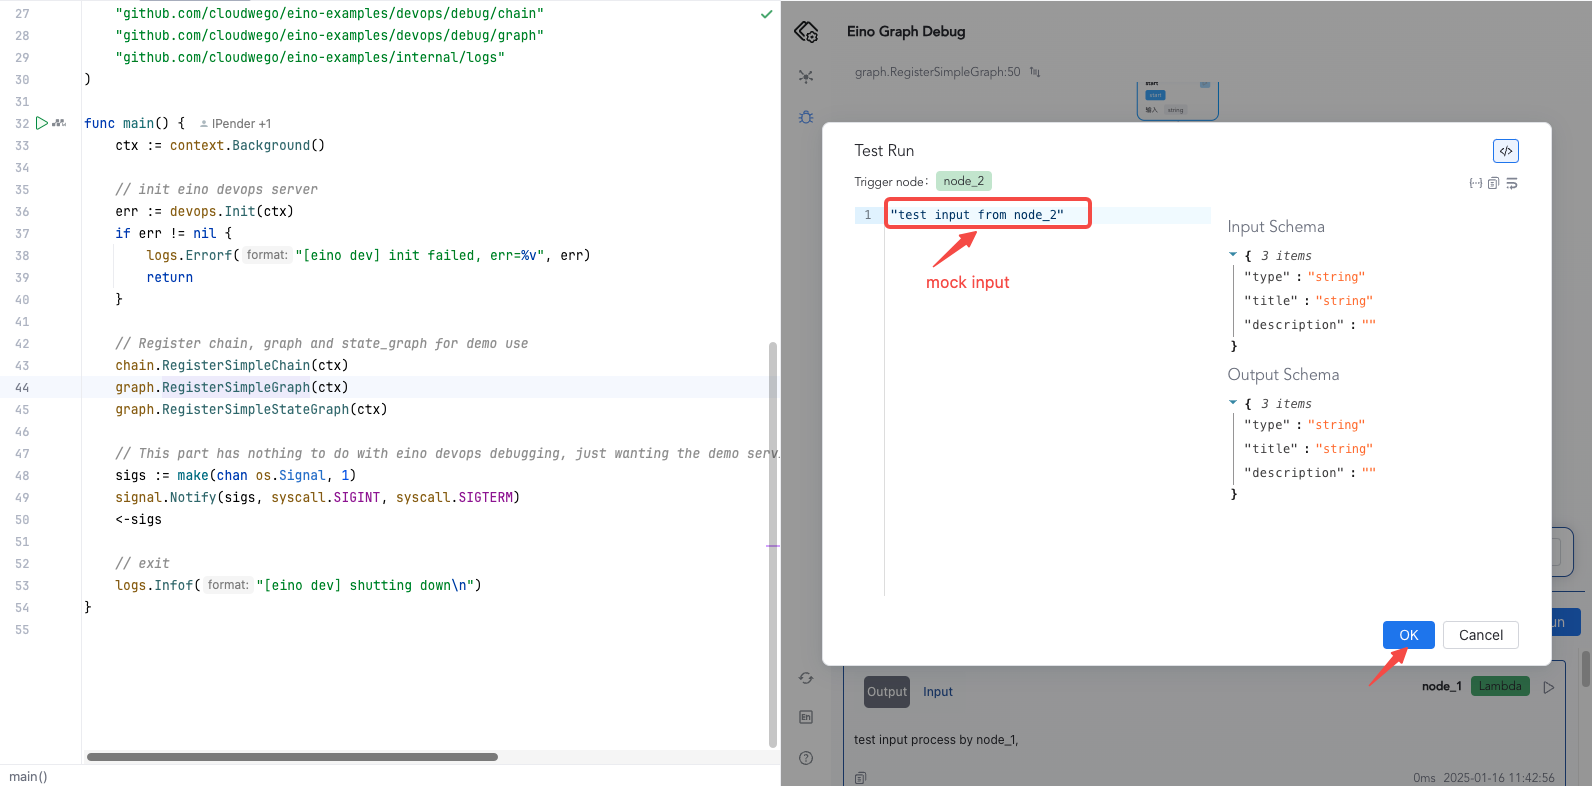 27 "github.com/cloudwego/eino-examples/devops/debug/chain"
28 "github.com/cloudwego/eino-examples/devops/debug/graph"
29 "github.com/cloudwego/eino-examples/internal/logs"
30 )
31
32 func main() { IPender +1
33 ctx := context.Background()
34
35 // init eino devops server
36 err := devops.Init(ctx)
37 if err != nil {
38 logs.Errorf( format: "[eino dev] init failed, err=%v", err)
39 return
40 }
41
42 // Register chain, graph and state_graph for demo use
43 chain.RegisterSimpleChain(ctx)
44 graph.RegisterSimpleGraph(ctx)
45 graph.RegisterSimpleStateGraph(ctx)
46
47 // This part has nothing to do with eino devops debugging, just wanting the demo serv
48 sigs := make(chan os.Signal, 1)
49 signal.Notify(sigs, syscall.SIGINT, syscall.SIGTERM)
50 <-sigs
51
52 // exit
53 logs.Infof( format: "[eino dev] shutting down\n")
54 }
55
main()
Eino Graph Debug
graph.RegisterSimpleGraph:50
start
start
输入 string
Test Run
</>
Trigger node: node_2
1 "test input from node_2"
mock input
Input Schema
{ 3 items
"type" : "string"
"title" : "string"
"description" : ""
}
Output Schema
{ 3 items
"type" : "string"
"title" : "string"
"description" : ""
}
OK Cancel
un
Output Input node_1 Lambda
En
test input process by node_1,
0ms 2025-01-16 11:42:56